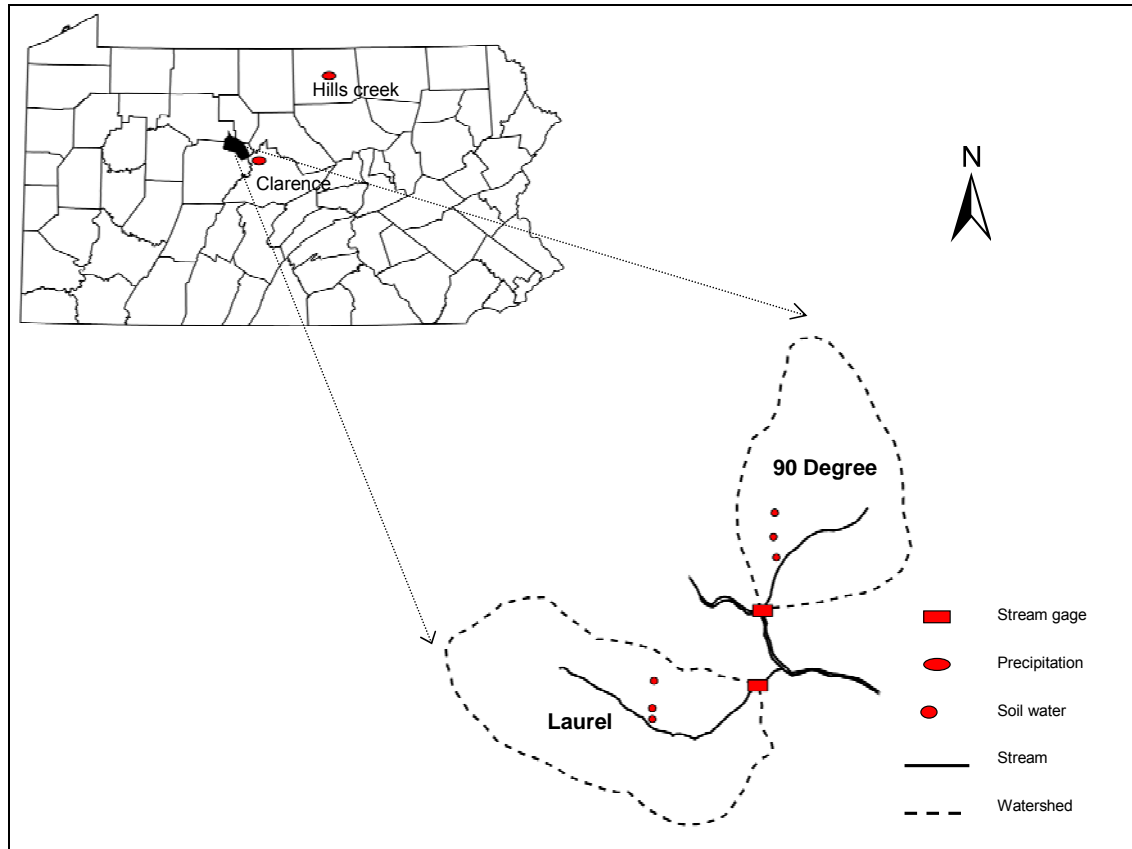 Hills creek
Clarence
N
90 Degree
Laurel
Stream gage
Precipitation
Soil water
Stream
Watershed